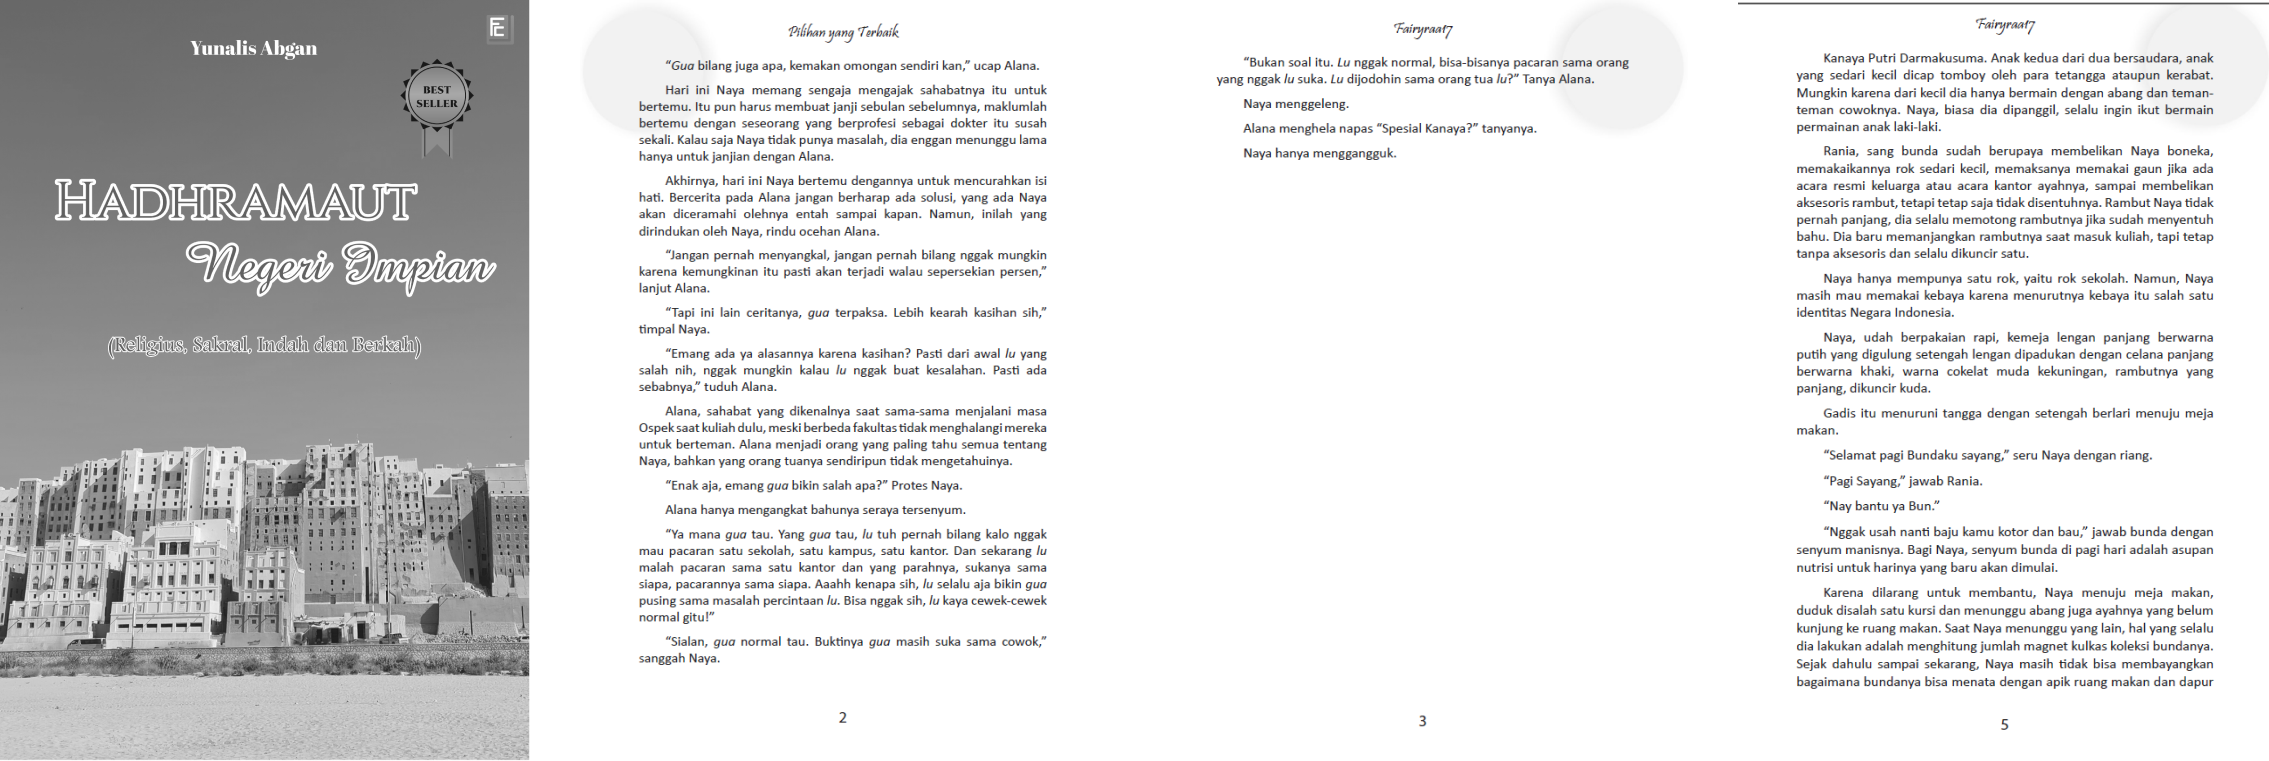 FC
Yunalis Abgan
BEST
SELLER
HADHRAMAUT
Negeri Impian
(Religius, Sakral, Indah dan Berkah)
Pilihan yang Terbaik
“Gua bilang juga apa, kemakan omongan sendiri kan,” ucap Alana.
Hari ini Naya memang sengaja mengajak sahabatnya itu untuk
bertemu. Itu pun harus membuat janji sebulan sebelumnya, maklumlah
bertemu dengan seseorang yang berprofesi sebagai dokter itu susah
sekali. Kalau saja Naya tidak punya masalah, dia enggan menunggu lama
hanya untuk janjian dengan Alana.
Akhirnya, hari ini Naya bertemu dengannya untuk mencurahkan isi
hati. Bercerita pada Alana jangan berharap ada solusi, yang ada Naya
akan diceramahi olehnya entah sampai kapan. Namun, inilah yang
dirindukan oleh Naya, rindu ocehan Alana.
“Jangan pernah menyangkal, jangan pernah bilang nggak mungkin
karena kemungkinan itu pasti akan terjadi walau sepersekian persen,”
lanjut Alana.
“Tapi ini lain ceritanya, gua terpaksa. Lebih kearah kasihan sih,”
timpal Naya.
“Emang ada ya alasannya karena kasihan? Pasti dari awal lu yang
salah nih, nggak mungkin kalau lu nggak buat kesalahan. Pasti ada
sebabnya,” tuduh Alana.
Alana, sahabat yang dikenalnya saat sama-sama menjalani masa
Ospek saat kuliah dulu, meski berbeda fakultas tidak menghalangi mereka
untuk berteman. Alana menjadi orang yang paling tahu semua tentang
Naya, bahkan yang orang tuanya sendiripun tidak mengetahuinya.
“Enak aja, emang gua bikin salah apa?” Protes Naya.
Alana hanya mengangkat bahunya seraya tersenyum.
“Ya mana gua tau. Yang gua tau, lu tuh pernah bilang kalo nggak
mau pacaran satu sekolah, satu kampus, satu kantor. Dan sekarang lu
malah pacaran sama satu kantor dan yang parahnya, sukanya sama
siapa, pacarannya sama siapa. Aaahh kenapa sih, lu selalu aja bikin gua
pusing sama masalah percintaan lu. Bisa nggak sih, lu kaya cewek-cewek
normal gitu!”
“Sialan, gua normal tau. Buktinya gua masih suka sama cowok,”
sanggah Naya.
2
Fairyraa17
“Bukan soal itu. Lu nggak normal, bisa-bisanya pacaran sama orang
yang nggak lu suka. Lu dijodohin sama orang tua lu?” Tanya Alana.
Naya menggeleng.
Alana menghela napas “Spesial Kanaya?” tanyanya.
Naya hanya menggangguk.
3
Fairyraa17
Kanaya Putri Darmakusuma. Anak kedua dari dua bersaudara, anak
yang sedari kecil dicap tomboy oleh para tetangga ataupun kerabat.
Mungkin karena dari kecil dia hanya bermain dengan abang dan teman-
teman cowoknya. Naya, biasa dia dipanggil, selalu ingin ikut bermain
permainan anak laki-laki.
Rania, sang bunda sudah berupaya membelikan Naya boneka,
memakaikannya rok sedari kecil, memaksanya memakai gaun jika ada
acara resmi keluarga atau acara kantor ayahnya, sampai membelikan
aksesoris rambut, tetapi tetap saja tidak disentuhnya. Rambut Naya tidak
pernah panjang, dia selalu memotong rambutnya jika sudah menyentuh
bahu. Dia baru memanjangkan rambutnya saat masuk kuliah, tapi tetap
tanpa aksesoris dan selalu dikuncir satu.
Naya hanya mempunya satu rok, yaitu rok sekolah. Namun, Naya
masih mau memakai kebaya karena menurutnya kebaya itu salah satu
identitas Negara Indonesia.
Naya, udah berpakaian rapi, kemeja lengan panjang berwarna
putih yang digulung setengah lengan dipadukan dengan celana panjang
berwarna khaki, warna cokelat muda kekuningan, rambutnya yang
panjang, dikuncir kuda.
Gadis itu menuruni tangga dengan setengah berlari menuju meja
makan.
“Selamat pagi Bundaku sayang,” seru Naya dengan riang.
“Pagi Sayang,” jawab Rania.
“Nay bantu ya Bun.”
“Nggak usah nanti baju kamu kotor dan bau,” jawab bunda dengan
senyum manisnya. Bagi Naya, senyum bunda di pagi hari adalah asupan
nutrisi untuk harinya yang baru akan dimulai.
Karena dilarang untuk membantu, Naya menuju meja makan,
duduk disalah satu kursi dan menunggu abang juga ayahnya yang belum
kunjung ke ruang makan. Saat Naya menunggu yang lain, hal yang selalu
dia lakukan adalah menghitung jumlah magnet kulkas koleksi bundanya.
Sejak dahulu sampai sekarang, Naya masih tidak bisa membayangkan
bagaimana bundanya bisa menata dengan apik ruang makan dan dapur
5